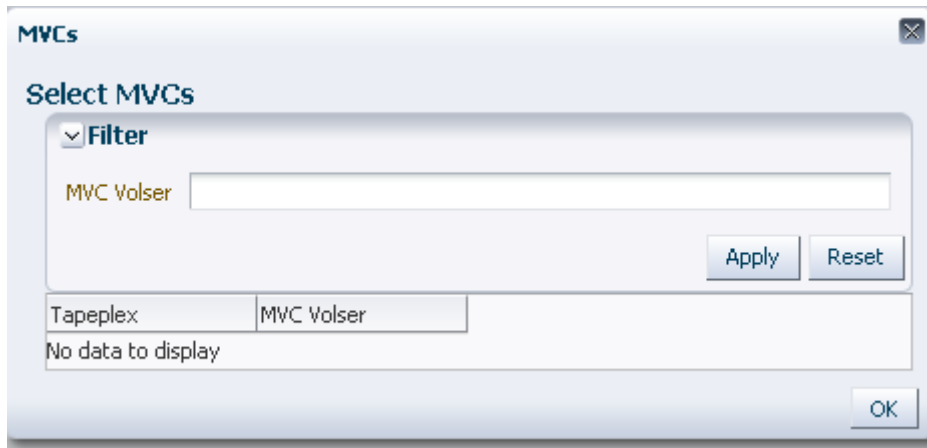 MVCs
Select MVCs
Filter
MVC Volser
Apply Reset
Tapeplex MVC Volser
No data to display
OK